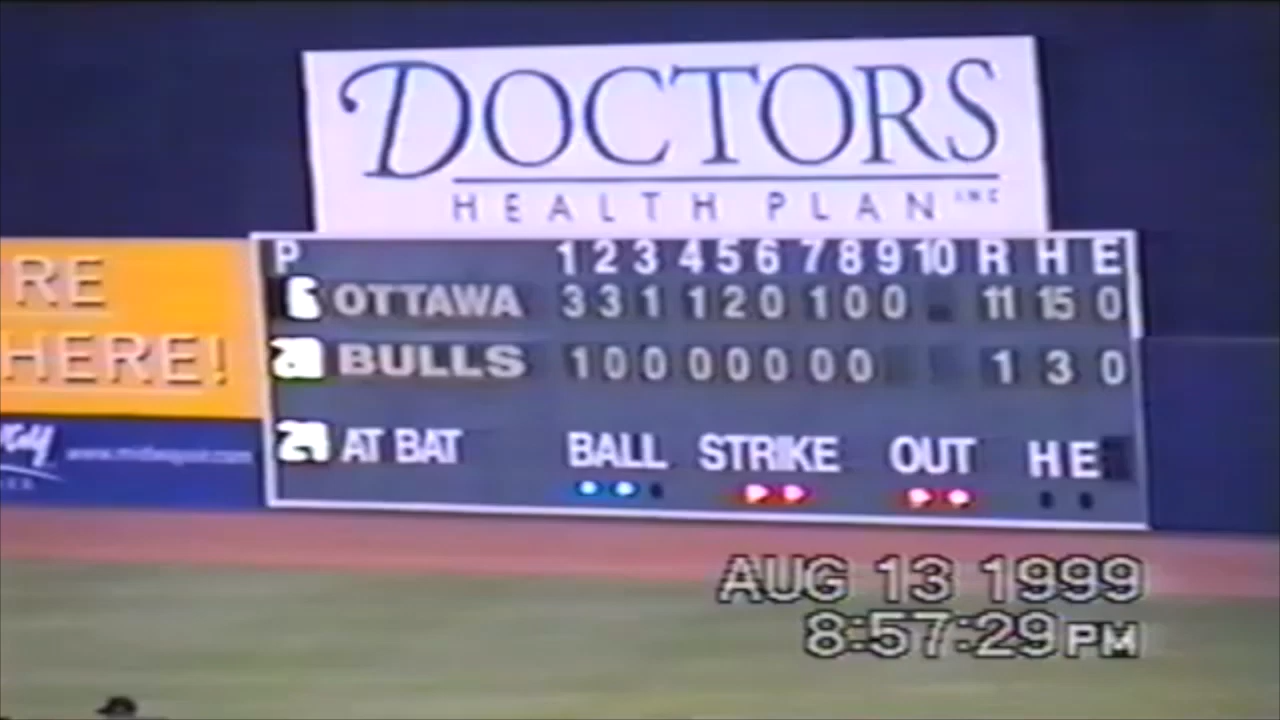 DOCTORS
HEALTH PLAN INC
RE
HERE!
P 1 2 3 4 5 6 7 8 9 10 R H E
OTTAWA 3 3 1 1 2 0 1 0 0 11 15 0
BULLS 1 0 0 0 0 0 0 0 1 3 0
AT BAT BALL STRIKE OUT H E
AUG 13 1999
8:57:29PM